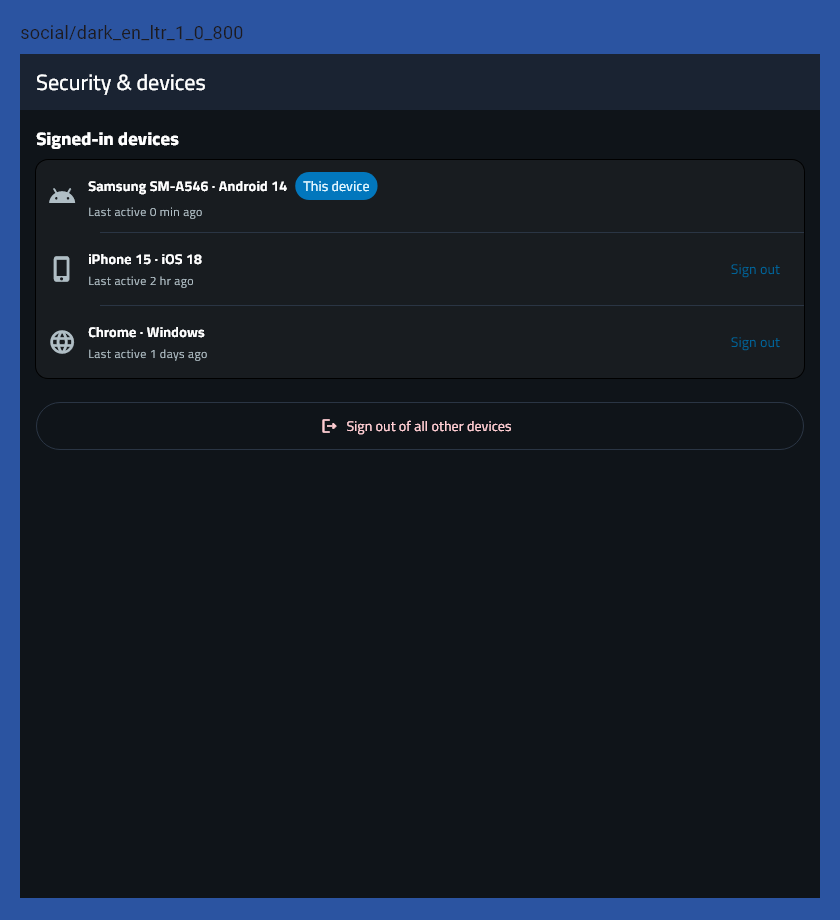 social/dark_en_ltr_1_0_800
Security & devices
Signed-in devices
Samsung SM-A546 · Android 14 This device
Last active 0 min ago
iPhone 15 · iOS 18
Last active 2 hr ago
Sign out
Chrome · Windows
Last active 1 days ago
Sign out
Sign out of all other devices